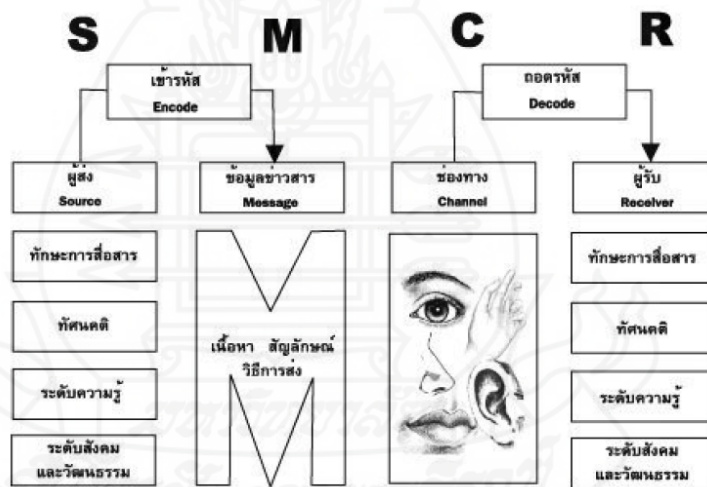 S M C R
เข้ารหัส
Encode
ถอดรหัส
Decode
ผู้ส่ง
Source
ข้อมูลข่าวสาร
Message
ช่องทาง
Channel
ผู้รับ
Receiver
ทักษะการสื่อสาร
ทัศนคติ
ระดับความรู้
ระดับสังคม
และวัฒนธรรม
เนื้อหา สัญลักษณ์
วิธีการส่ง
ทักษะการสื่อสาร
ทัศนคติ
ระดับความรู้
ระดับสังคม
และวัฒนธรรม